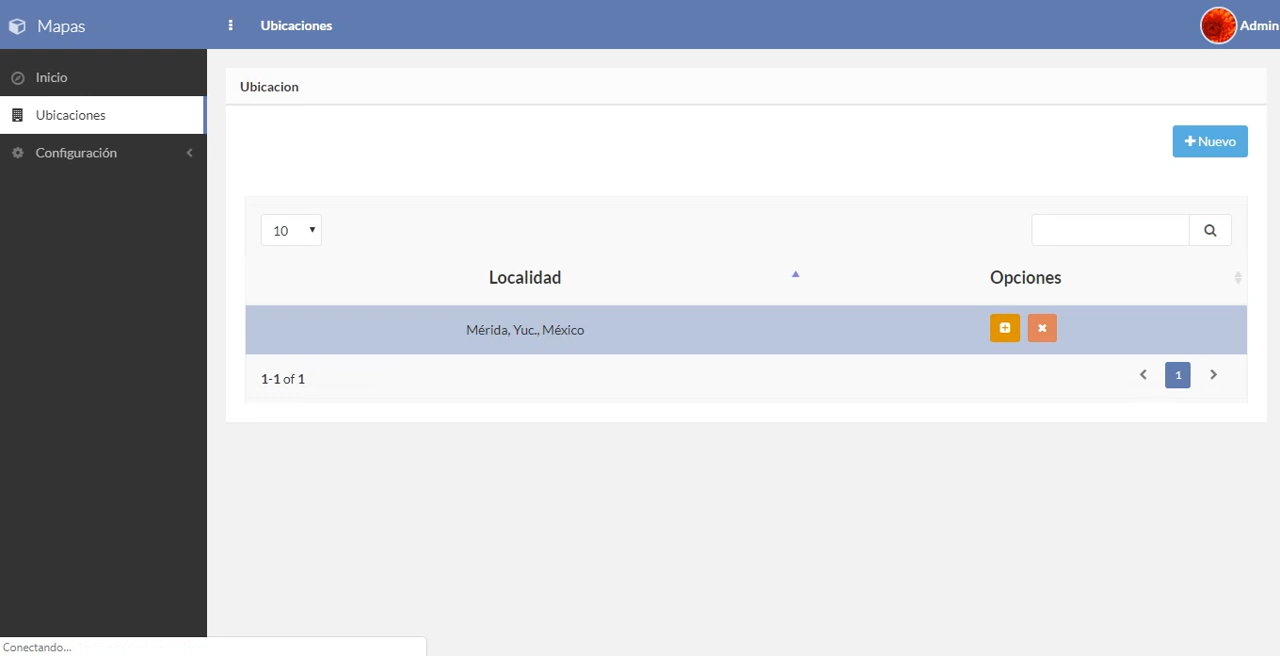 Mapas
Ubicaciones
Admin
Inicio
Ubicaciones
Configuración
Ubicacion
Nuevo
10
Localidad
Opciones
Mérida, Yuc., México
1-1 of 1
1
Conectando...